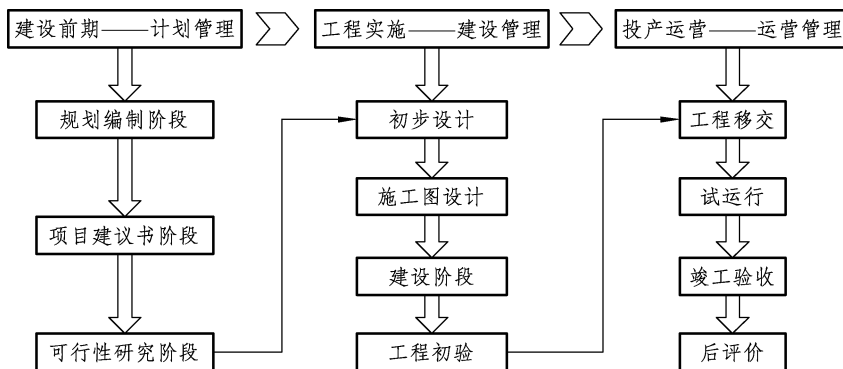 建设前期——计划管理
工程实施——建设管理
投产运营——运营管理
规划编制阶段
初步设计
工程移交
施工图设计
试运行
项目建议书阶段
建设阶段
竣工验收
可行性研究阶段
工程初验
后评价